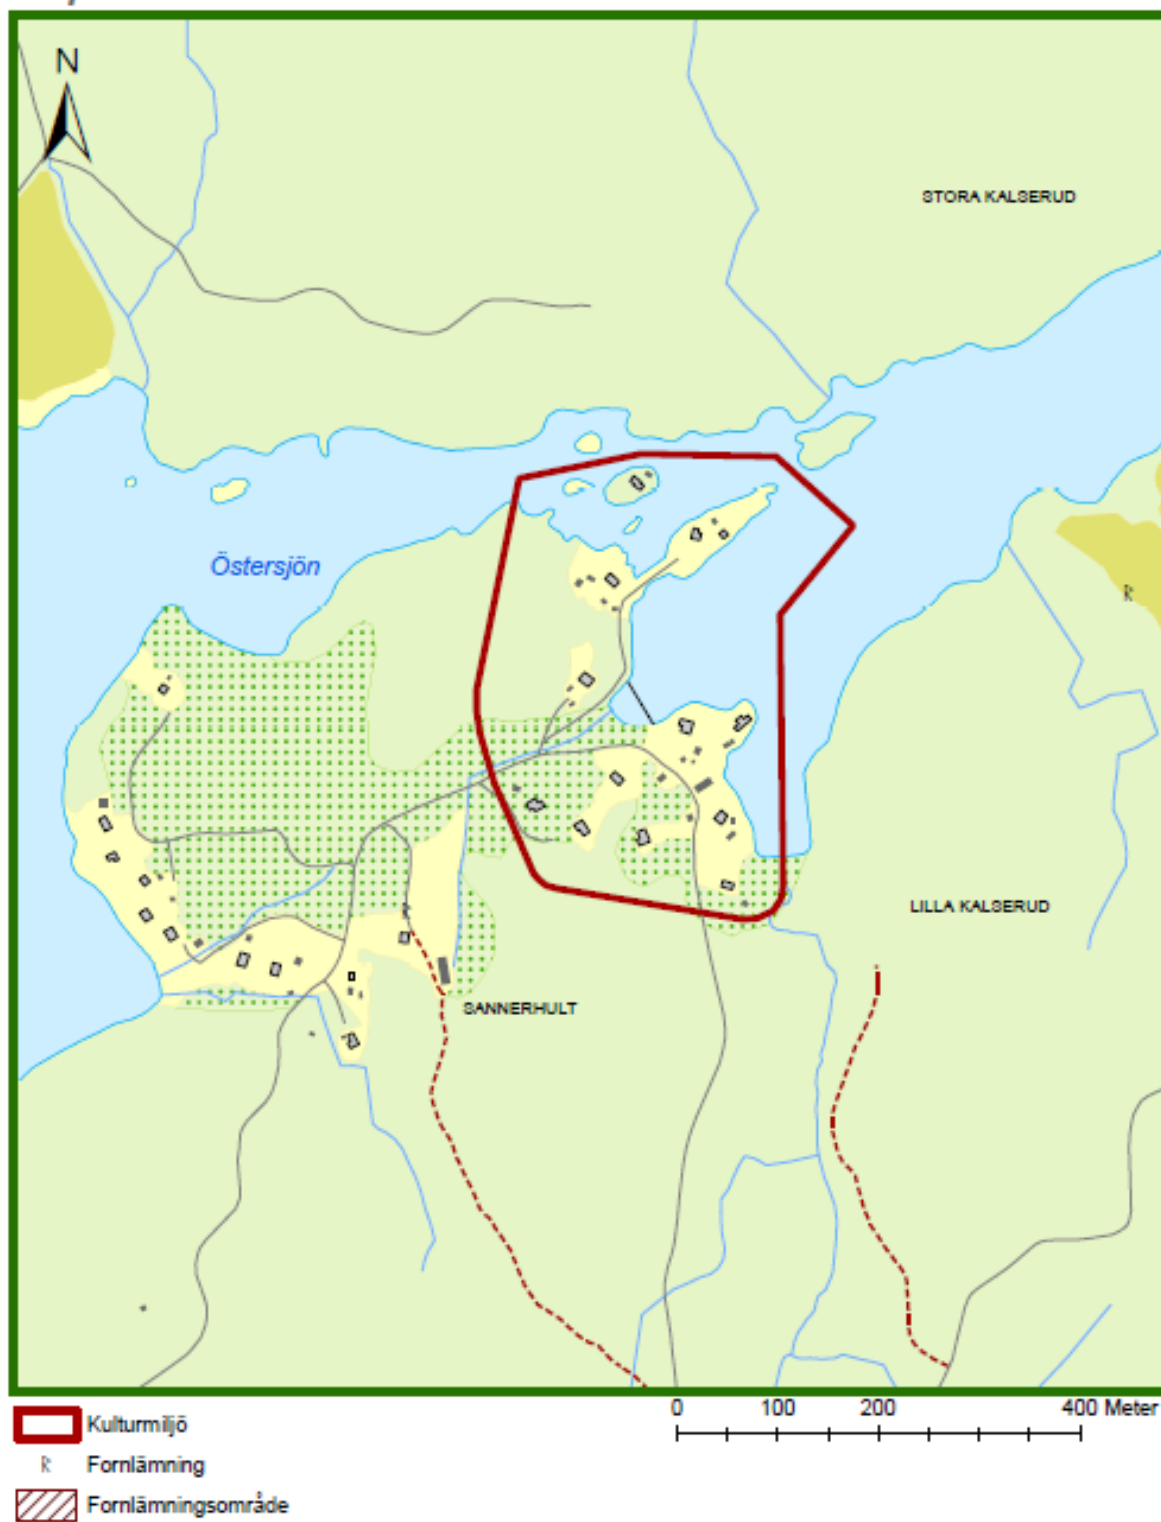 N
STORA KALSERUD
Östersjön
R
LILLA KALSERUD
SANNERHULT
0 100 200 400 Meter
Kulturmiljö
R Fornlämning
Fornlämningsområde